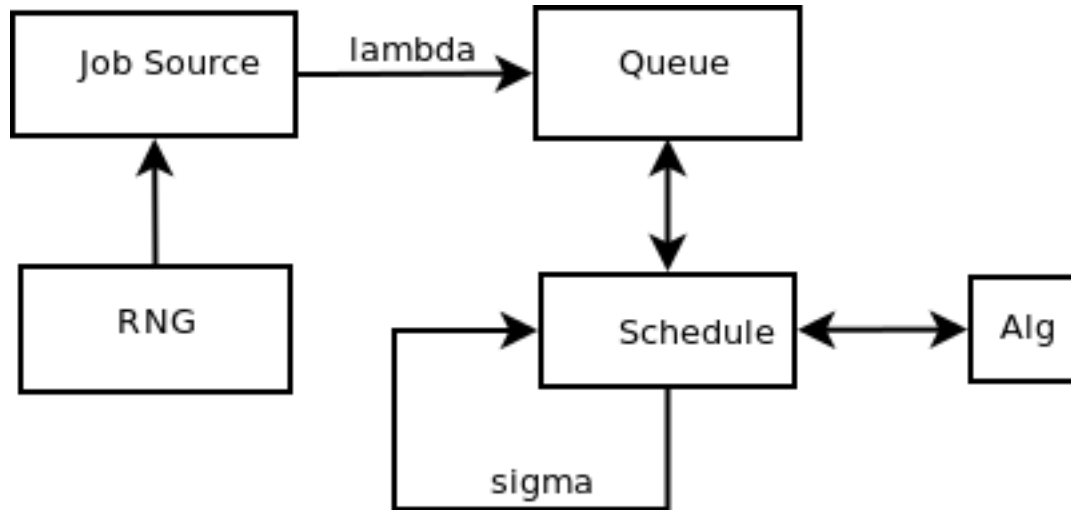 Job Source
lambda
Queue
RNG
Schedule
Alg
sigma